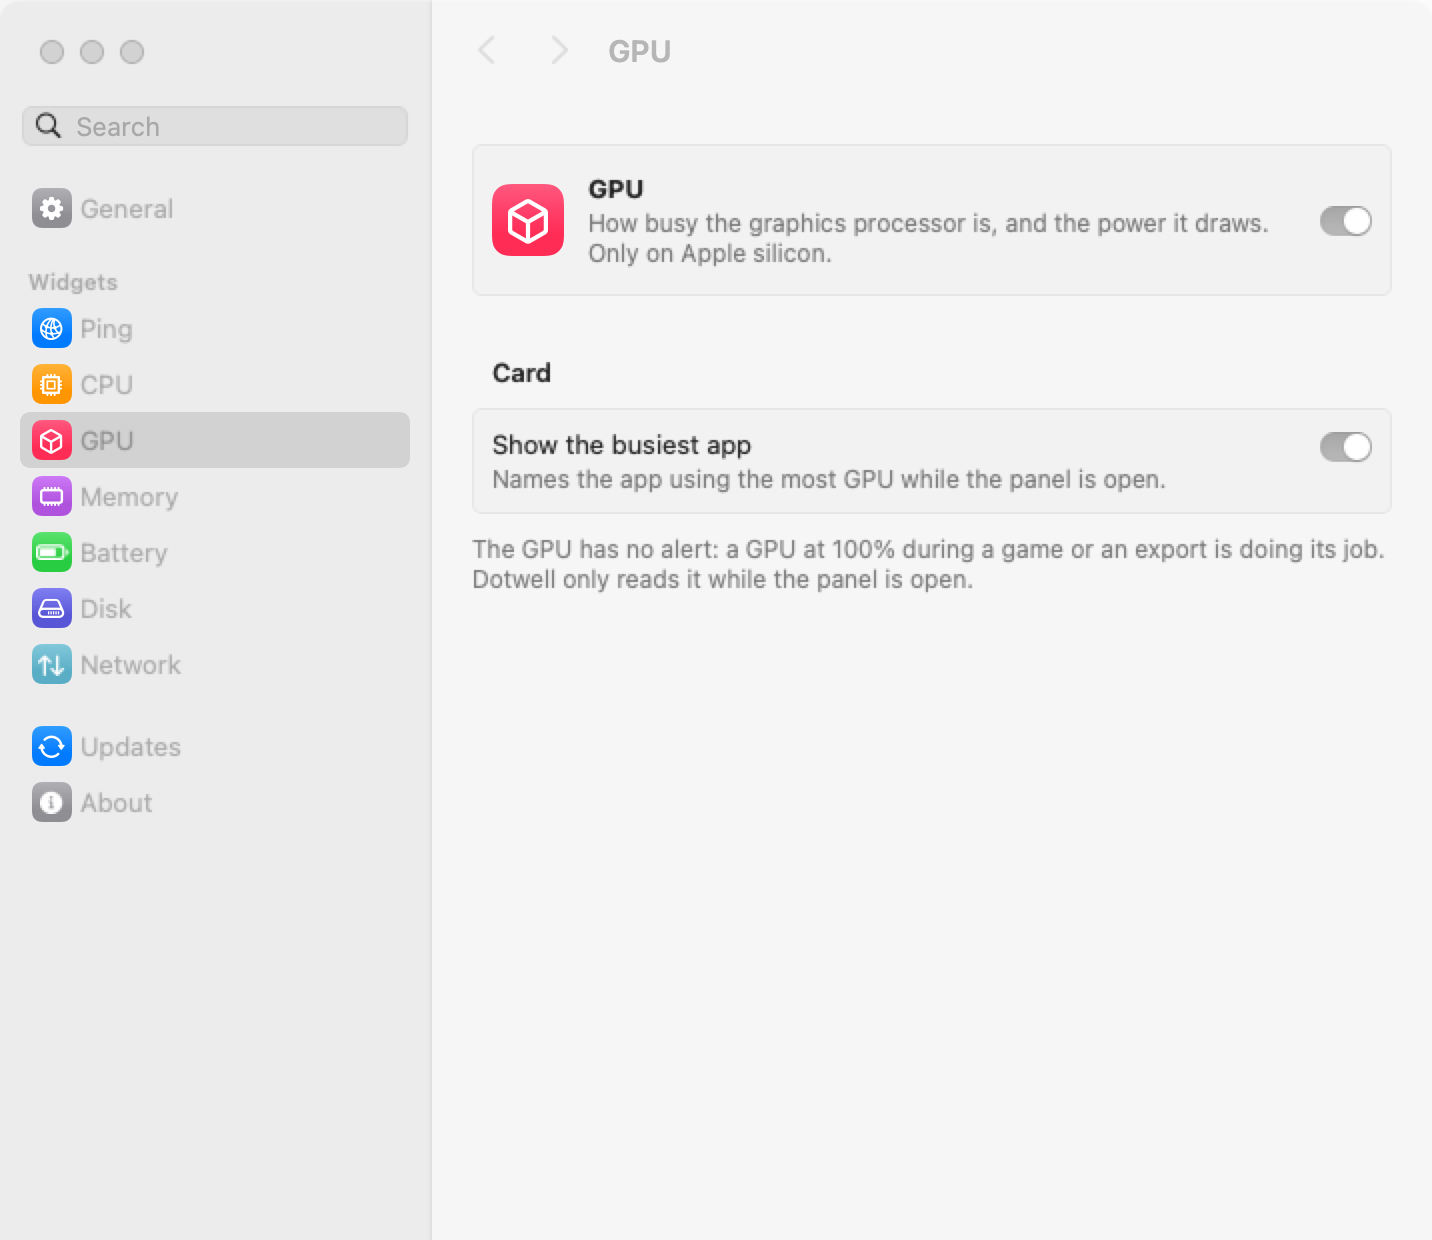 GPU
Search
General
Widgets
Ping
CPU
GPU
Memory
Battery
Disk
Network
Updates
About
GPU
How busy the graphics processor is, and the power it draws.
Only on Apple silicon.
Card
Show the busiest app
Names the app using the most GPU while the panel is open.
The GPU has no alert: a GPU at 100% during a game or an export is doing its job.
Dotwell only reads it while the panel is open.